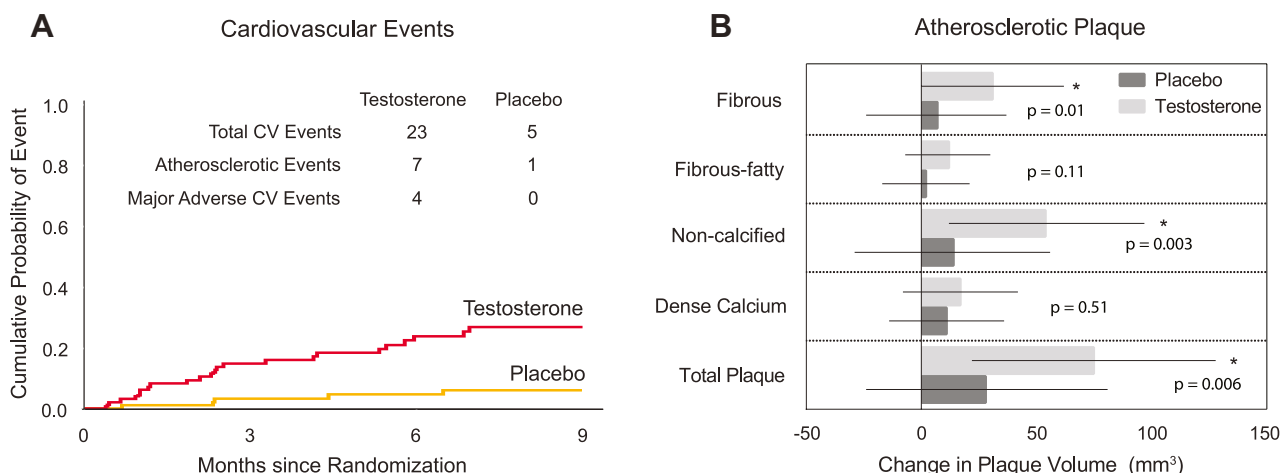 A
Cardiovascular Events
Testosterone Placebo
Total CV Events 23 5
Atherosclerotic Events 7 1
Major Adverse CV Events 4 0
Cumulative Probability of Event
1.0
0.8
0.6
0.4
0.2
0.0
Testosterone
Placebo
0 3 6 9
Months since Randomization
B
Atherosclerotic Plaque
Placebo
Testosterone
Fibrous
*
p = 0.01
Fibrous-fatty
p = 0.11
Non-calcified
*
p = 0.003
Dense Calcium
p = 0.51
Total Plaque
*
p = 0.006
-50 0 50 100 150
Change in Plaque Volume (mm³)